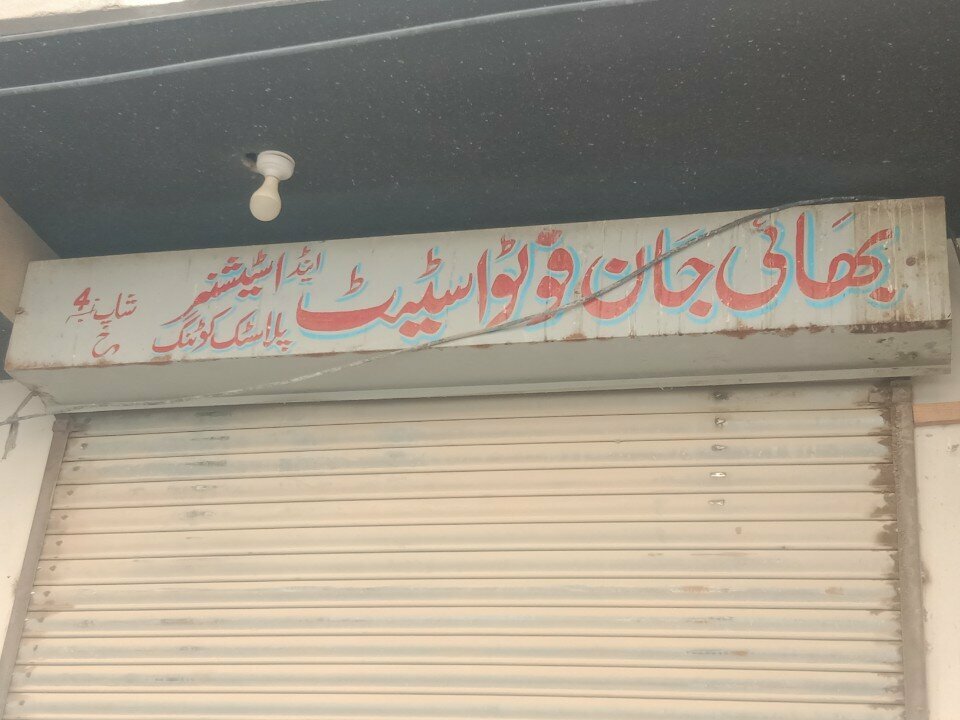 بھائی جان فوٹو اسٹیٹ
اینڈ اسٹیشنر
پلاسٹک کوٹنگ
شاپ نمبر 4